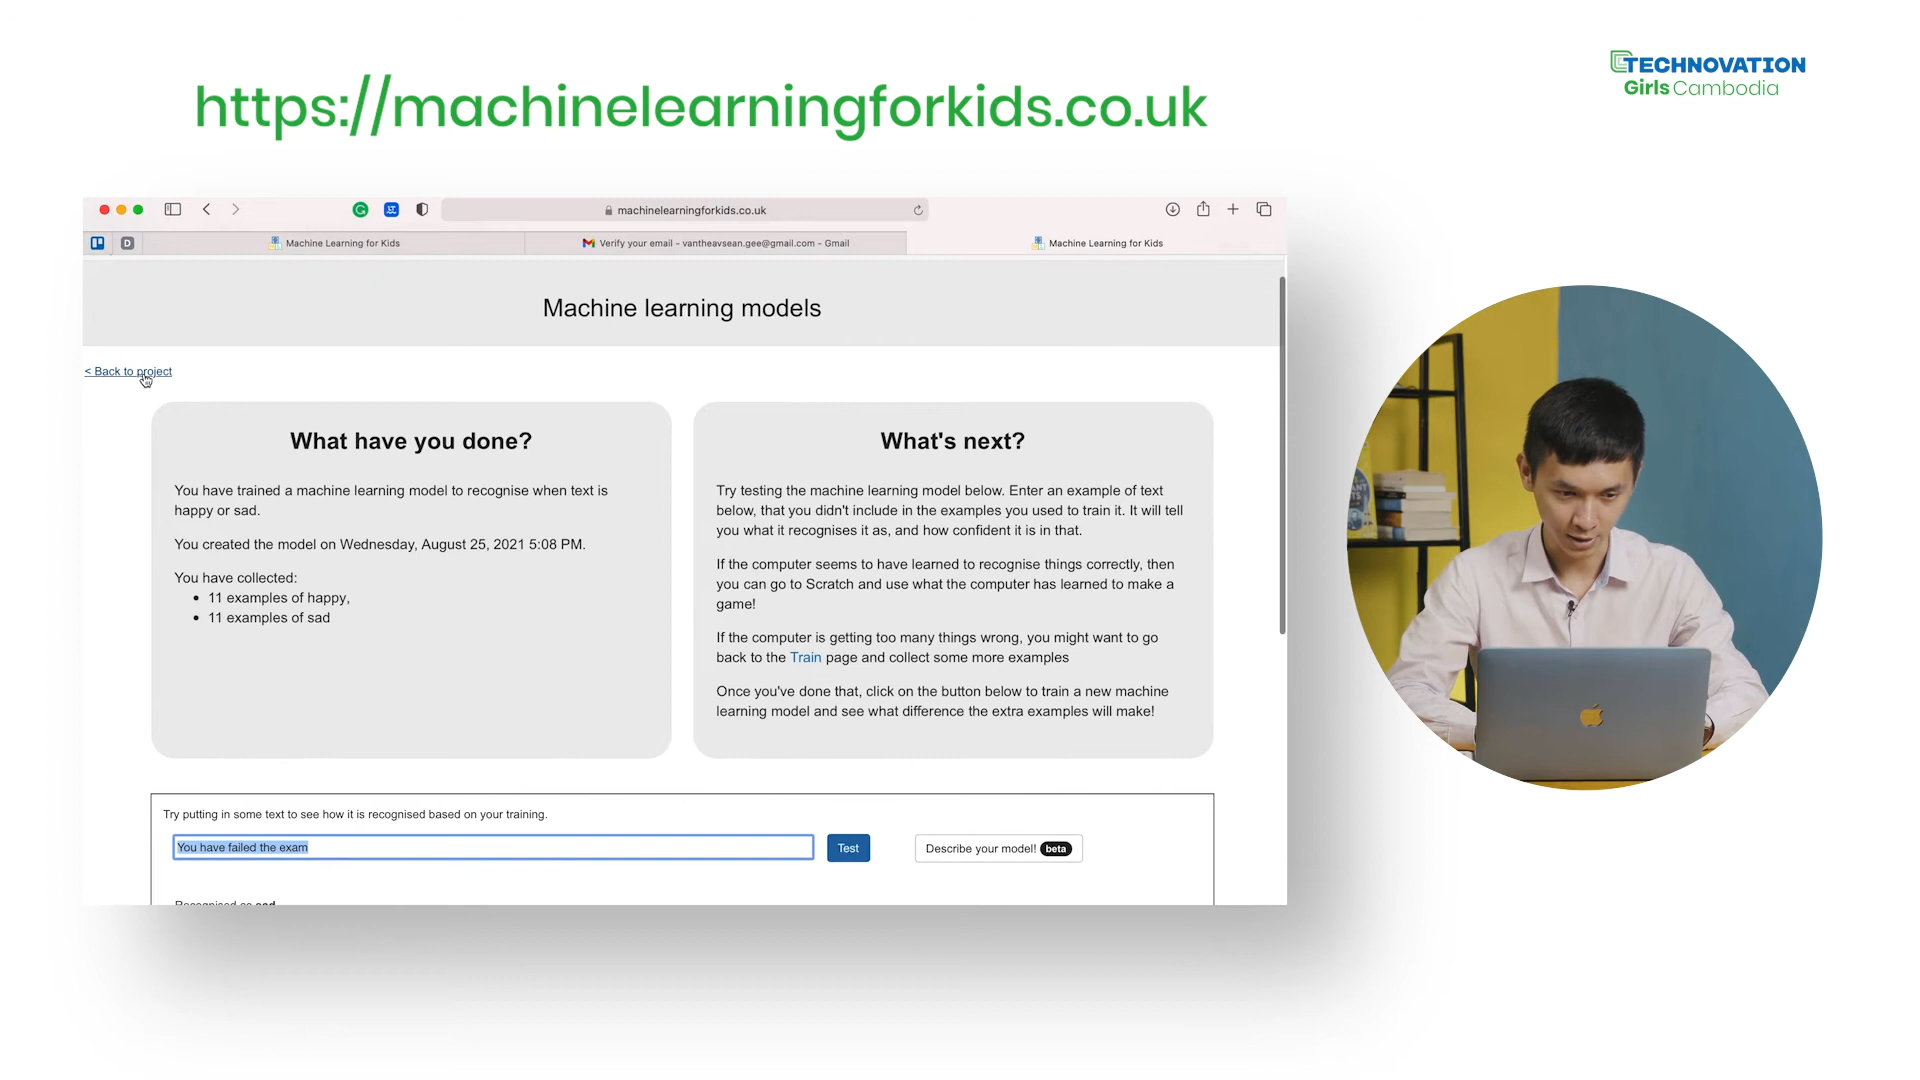 https://machinelearningforkids.co.uk
TECHNOVATION
Girls Cambodia
machinelearningforkids.co.uk
D
Machine Learning for Kids
Verify your email - vantheavsean.gee@gmail.com - Gmail
Machine Learning for Kids
Machine learning models
< Back to project
What have you done?
You have trained a machine learning model to recognise when text is
happy or sad.
You created the model on Wednesday, August 25, 2021 5:08 PM.
You have collected:
• 11 examples of happy,
• 11 examples of sad
What's next?
Try testing the machine learning model below. Enter an example of text
below, that you didn't include in the examples you used to train it. It will tell
you what it recognises it as, and how confident it is in that.
If the computer seems to have learned to recognise things correctly, then
you can go to Scratch and use what the computer has learned to make a
game!
If the computer is getting too many things wrong, you might want to go
back to the Train page and collect some more examples
Once you've done that, click on the button below to train a new machine
learning model and see what difference the extra examples will make!
Try putting in some text to see how it is recognised based on your training.
You have failed the exam
Test
Describe your model! beta
Recognised as sad